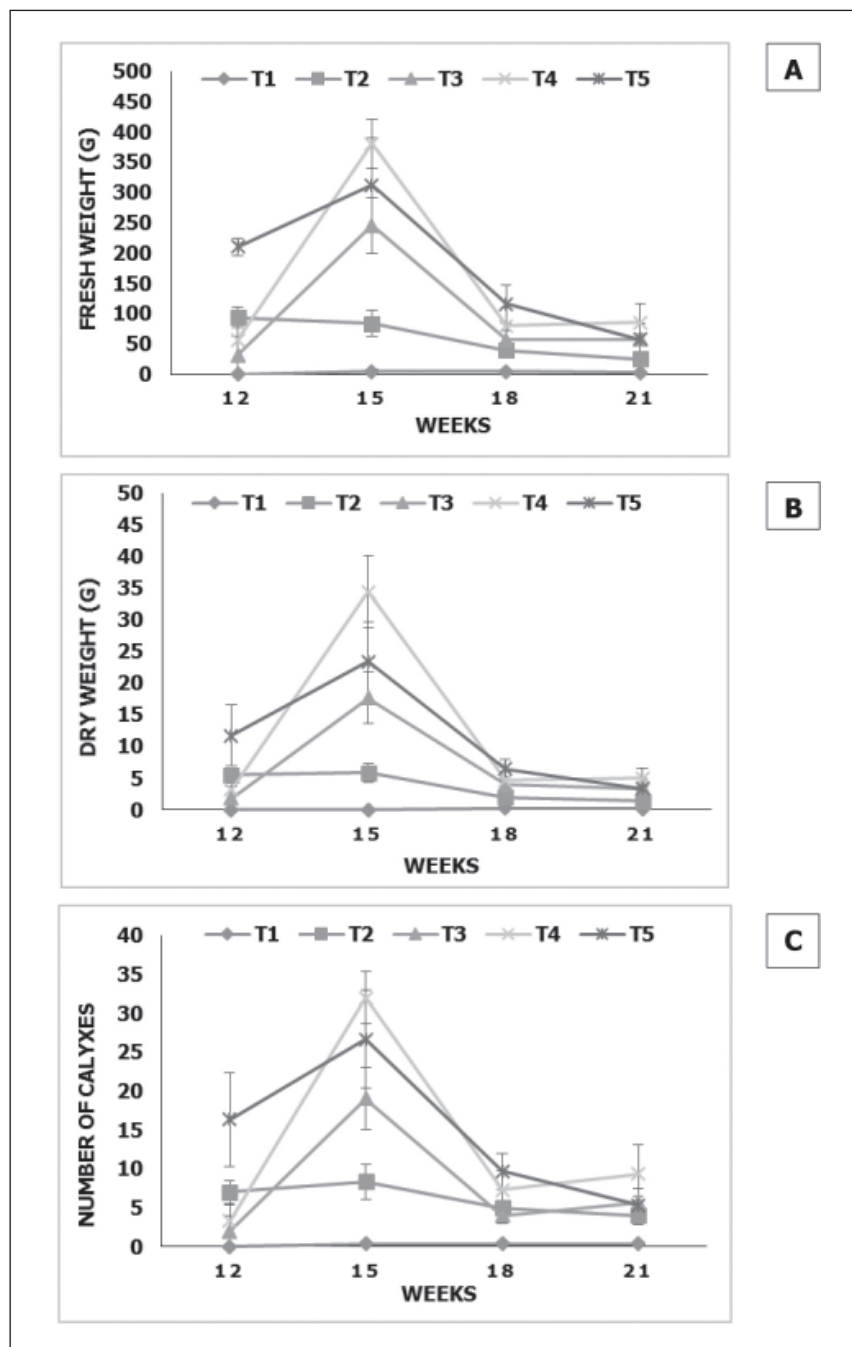 A
T1 T2 T3 T4 T5
500
450
400
350
300
250
200
150
100
50
0
FRESH WEIGHT (G)
12 15 18 21
WEEKS
B
T1 T2 T3 T4 T5
50
45
40
35
30
25
20
15
10
5
0
DRY WEIGHT (G)
12 15 18 21
WEEKS
C
T1 T2 T3 T4 T5
40
35
30
25
20
15
10
5
0
NUMBER OF CALYXES
12 15 18 21
WEEKS